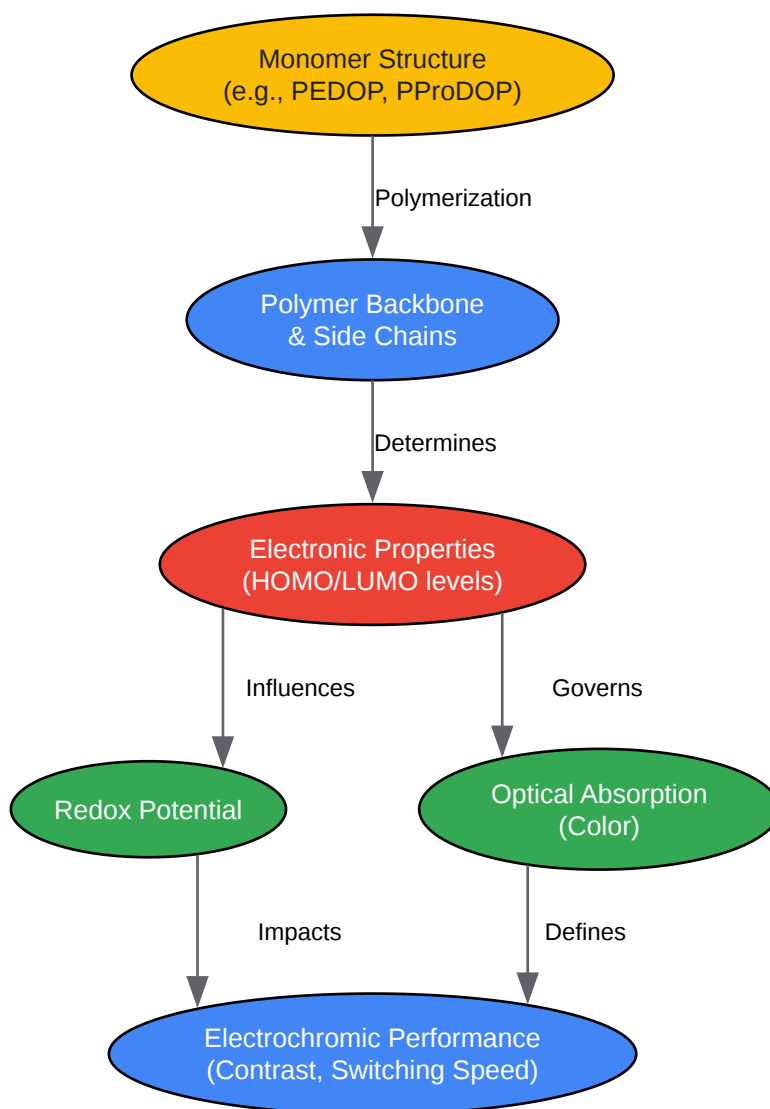 Monomer Structure
(e.g., PEDOP, PProDOP)
Polymerization
Polymer Backbone
& Side Chains
Determines
Electronic Properties
(HOMO/LUMO levels)
Influences
Governs
Redox Potential
Optical Absorption
(Color)
Impacts
Defines
Electrochromic Performance
(Contrast, Switching Speed)